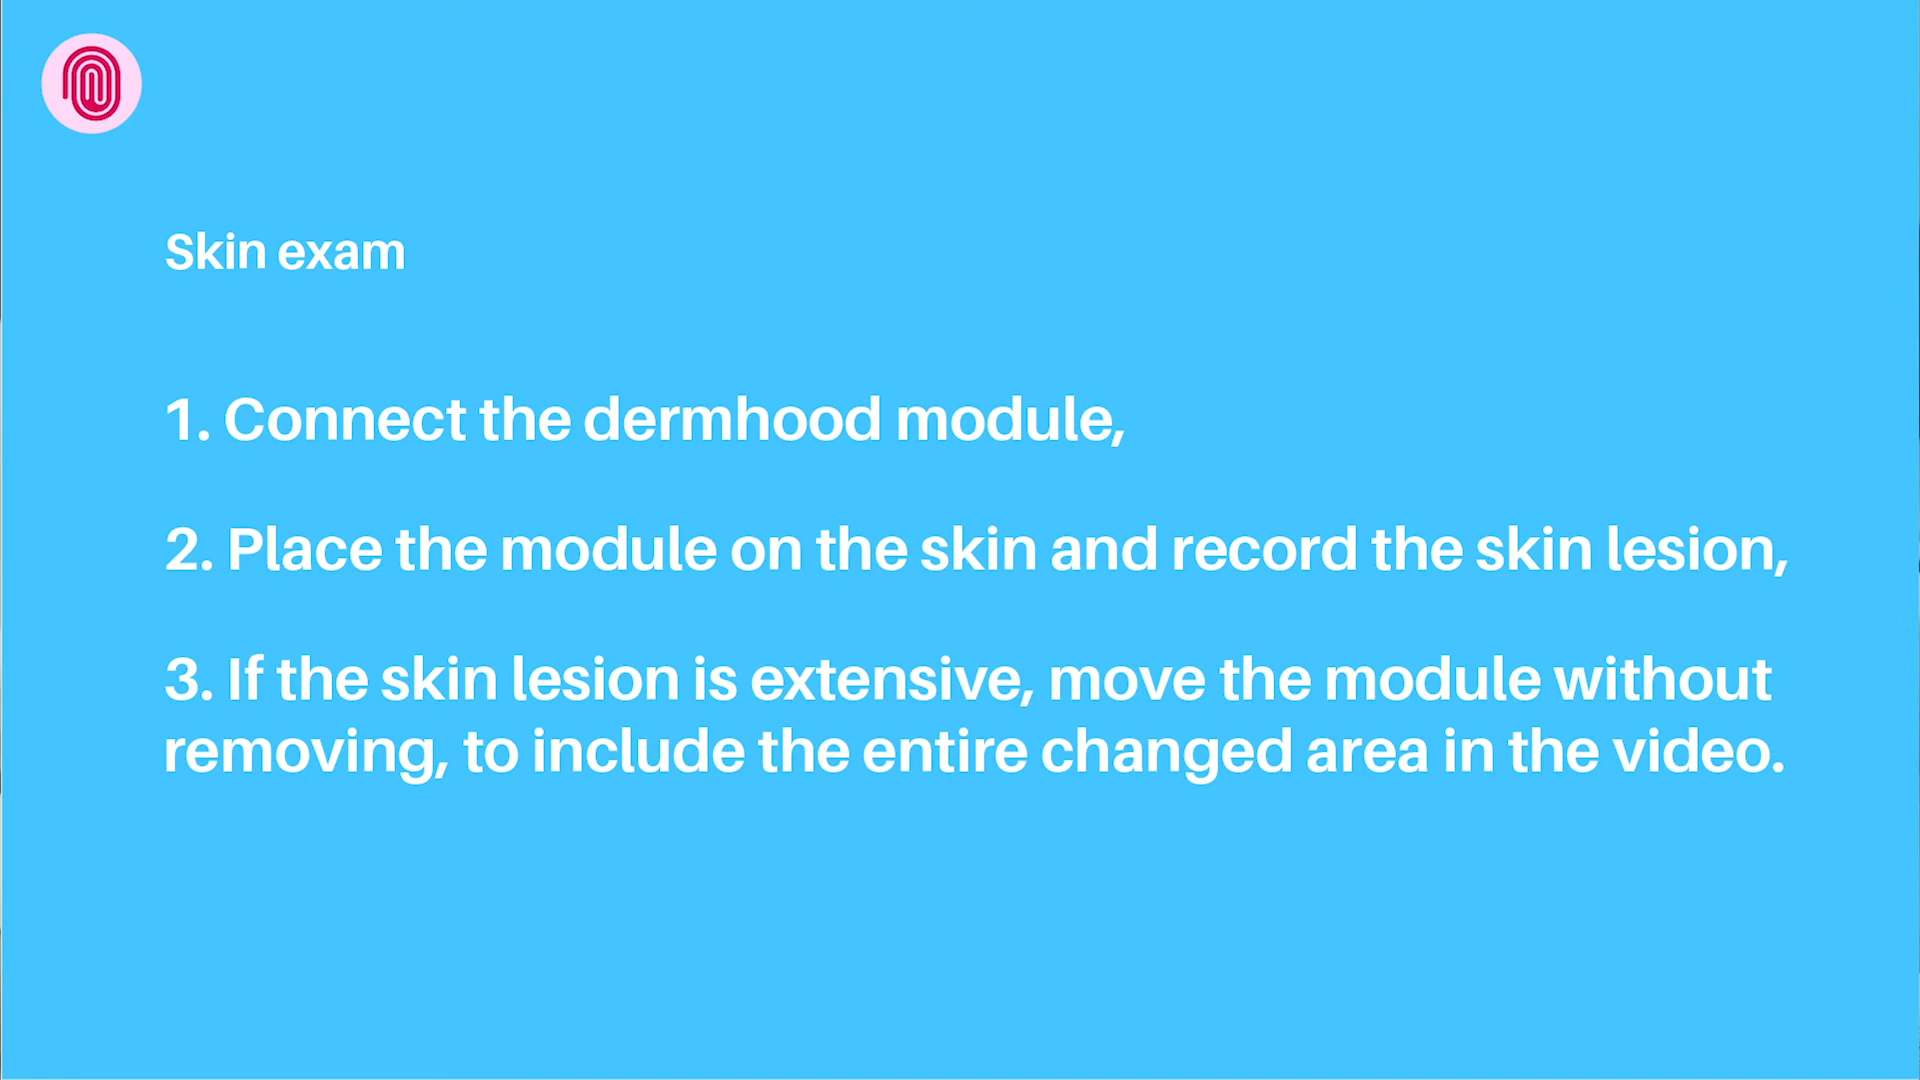 Skin exam
1. Connect the dermhood module,
2. Place the module on the skin and record the skin lesion,
3. If the skin lesion is extensive, move the module without
removing, to include the entire changed area in the video.